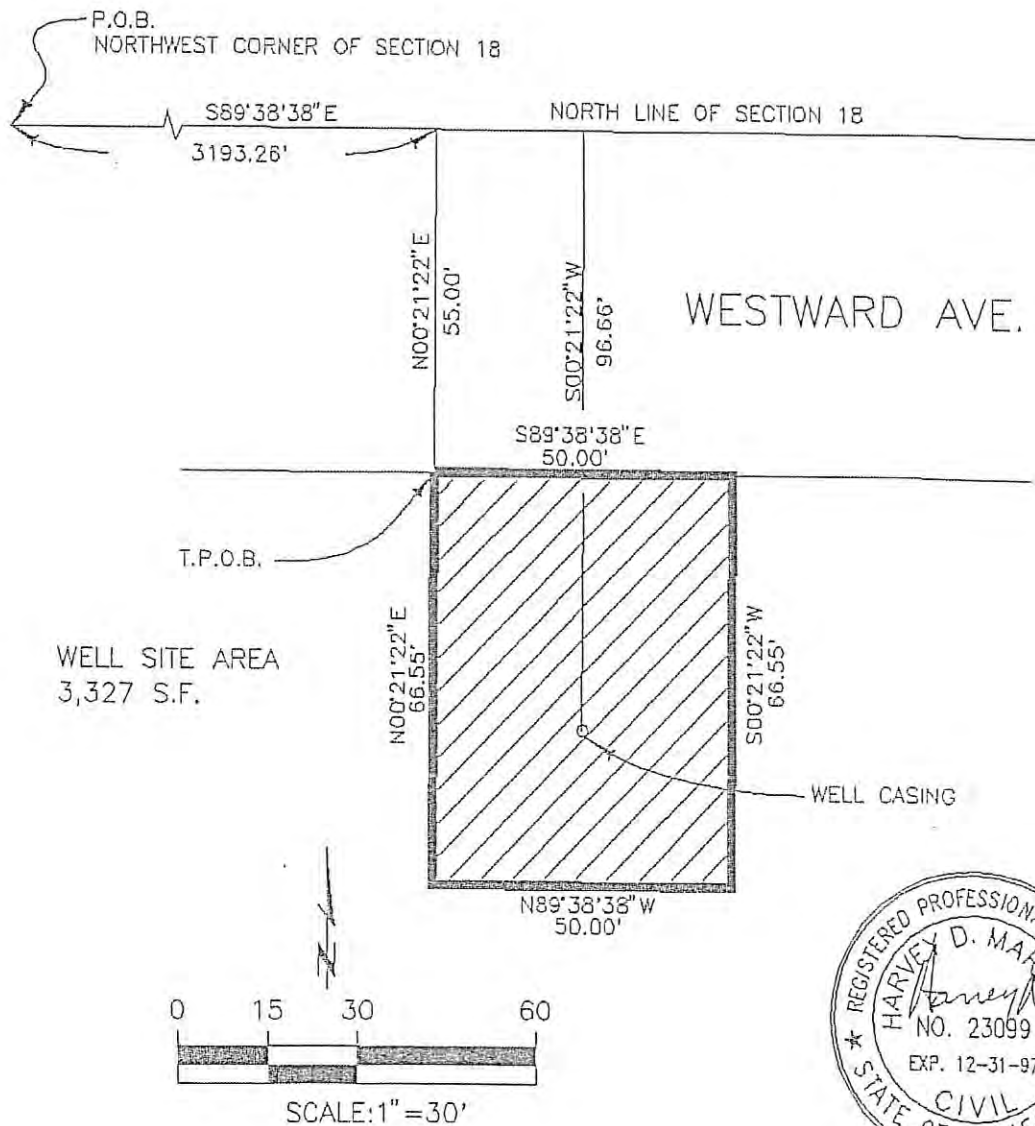 P.O.B.
NORTHWEST CORNER OF SECTION 18
S89°38'38"E
NORTH LINE OF SECTION 18
3193.26'
N00°21'22"E
55.00'
S00°21'22"W
96.66'
WESTWARD AVE.
S89°38'38"E
50.00'
T.P.O.B.
N00°21'22"E
66.55'
S00°21'22"W
66.55'
WELL SITE AREA
3,327 S.F.
WELL CASING
N89°38'38"W
50.00'
N
0 15 30 60
SCALE:1"=30'
★ REGISTERED PROFESSIONA
HARVEY D.
NO. 23099
EXP. 12-31-97
CIVIL
STATE OF